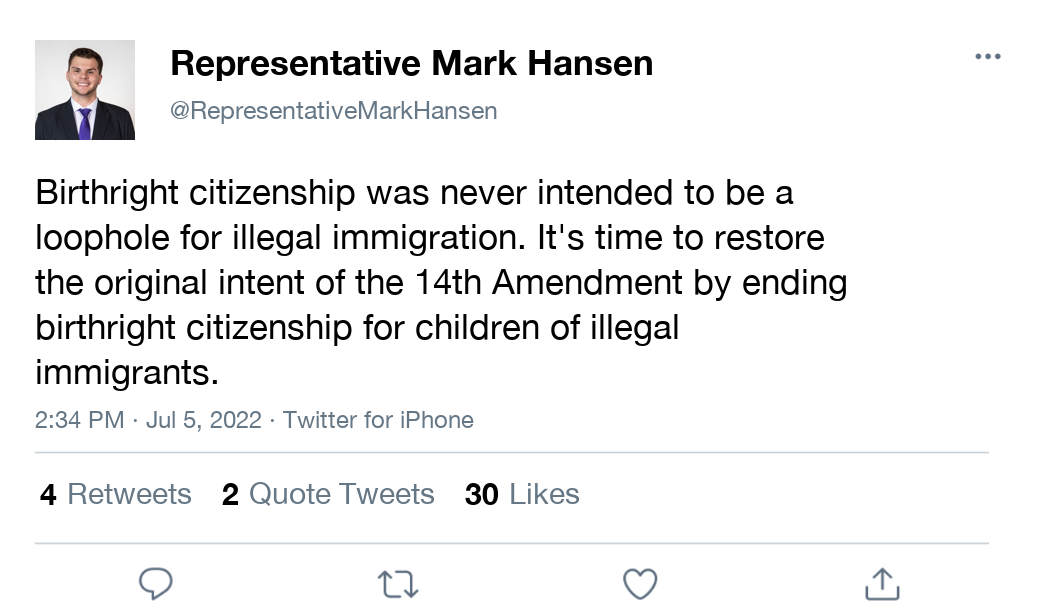 Representative Mark Hansen
@RepresentativeMarkHansen
Birthright citizenship was never intended to be a
loophole for illegal immigration. It's time to restore
the original intent of the 14th Amendment by ending
birthright citizenship for children of illegal
immigrants.
2:34 PM · Jul 5, 2022 · Twitter for iPhone
4 Retweets 2 Quote Tweets 30 Likes